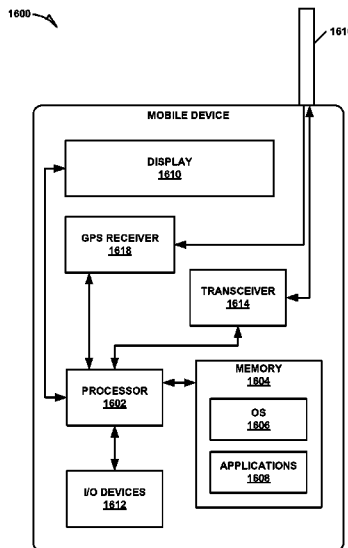 1600
1616
MOBILE DEVICE
DISPLAY
1610
GPS RECEIVER
1618
TRANSCEIVER
1614
MEMORY
1604
PROCESSOR
1602
OS
1606
APPLICATIONS
1608
I/O DEVICES
1612